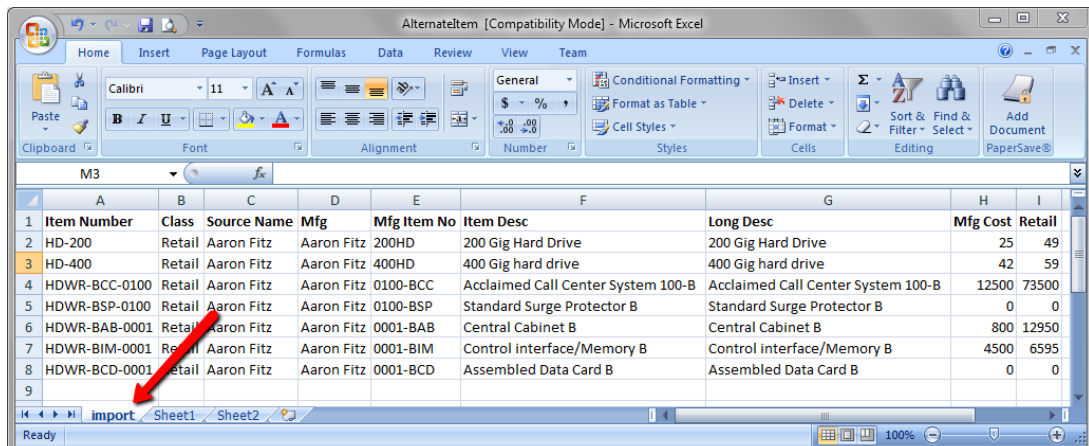 AlternateItem [Compatibility Mode] - Microsoft Excel
Home Insert Page Layout Formulas Data Review View Team
Paste
Clipboard
Calibri 11 A A
B I U A
Font
Alignment
General
$ % ,
.0 .00 .00 .0
Number
Conditional Formatting
Format as Table
Cell Styles
Styles
Insert
Delete
Format
Cells
Σ
Sort & Filter
Find & Select
Editing
Add Document
PaperSave®
M3 fx
A B C D E F G H I
1 Item Number Class Source Name Mfg Mfg Item No Item Desc Long Desc Mfg Cost Retail
2 HD-200 Retail Aaron Fitz Aaron Fitz 200HD 200 Gig Hard Drive 200 Gig Hard Drive 25 49
3 HD-400 Retail Aaron Fitz Aaron Fitz 400HD 400 Gig hard drive 400 Gig hard drive 42 59
4 HDWR-BCC-0100 Retail Aaron Fitz Aaron Fitz 0100-BCC Acclaimed Call Center System 100-B Acclaimed Call Center System 100-B 12500 73500
5 HDWR-BSP-0100 Retail Aaron Fitz Aaron Fitz 0100-BSP Standard Surge Protector B Standard Surge Protector B 0 0
6 HDWR-BAB-0001 Retail Aaron Fitz Aaron Fitz 0001-BAB Central Cabinet B Central Cabinet B 800 12950
7 HDWR-BIM-0001 Retail Aaron Fitz Aaron Fitz 0001-BIM Control interface/Memory B Control interface/Memory B 4500 6595
8 HDWR-BCD-0001 Retail Aaron Fitz Aaron Fitz 0001-BCD Assembled Data Card B Assembled Data Card B 0 0
9
import Sheet1 Sheet2
Ready 100%